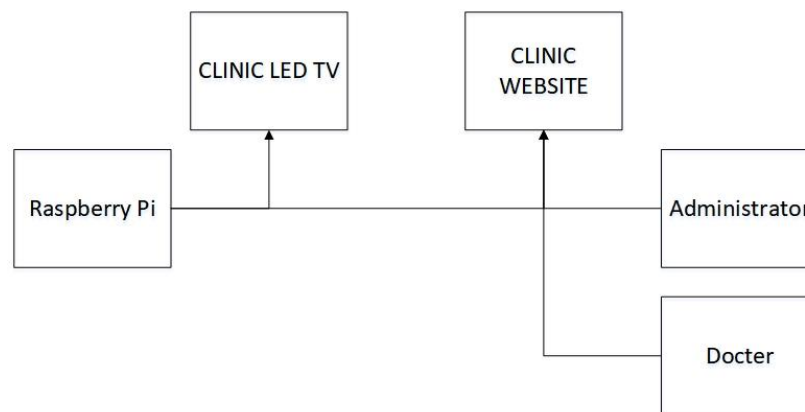 CLINIC LED TV
CLINIC
WEBSITE
Raspberry Pi
Administrator
Docter